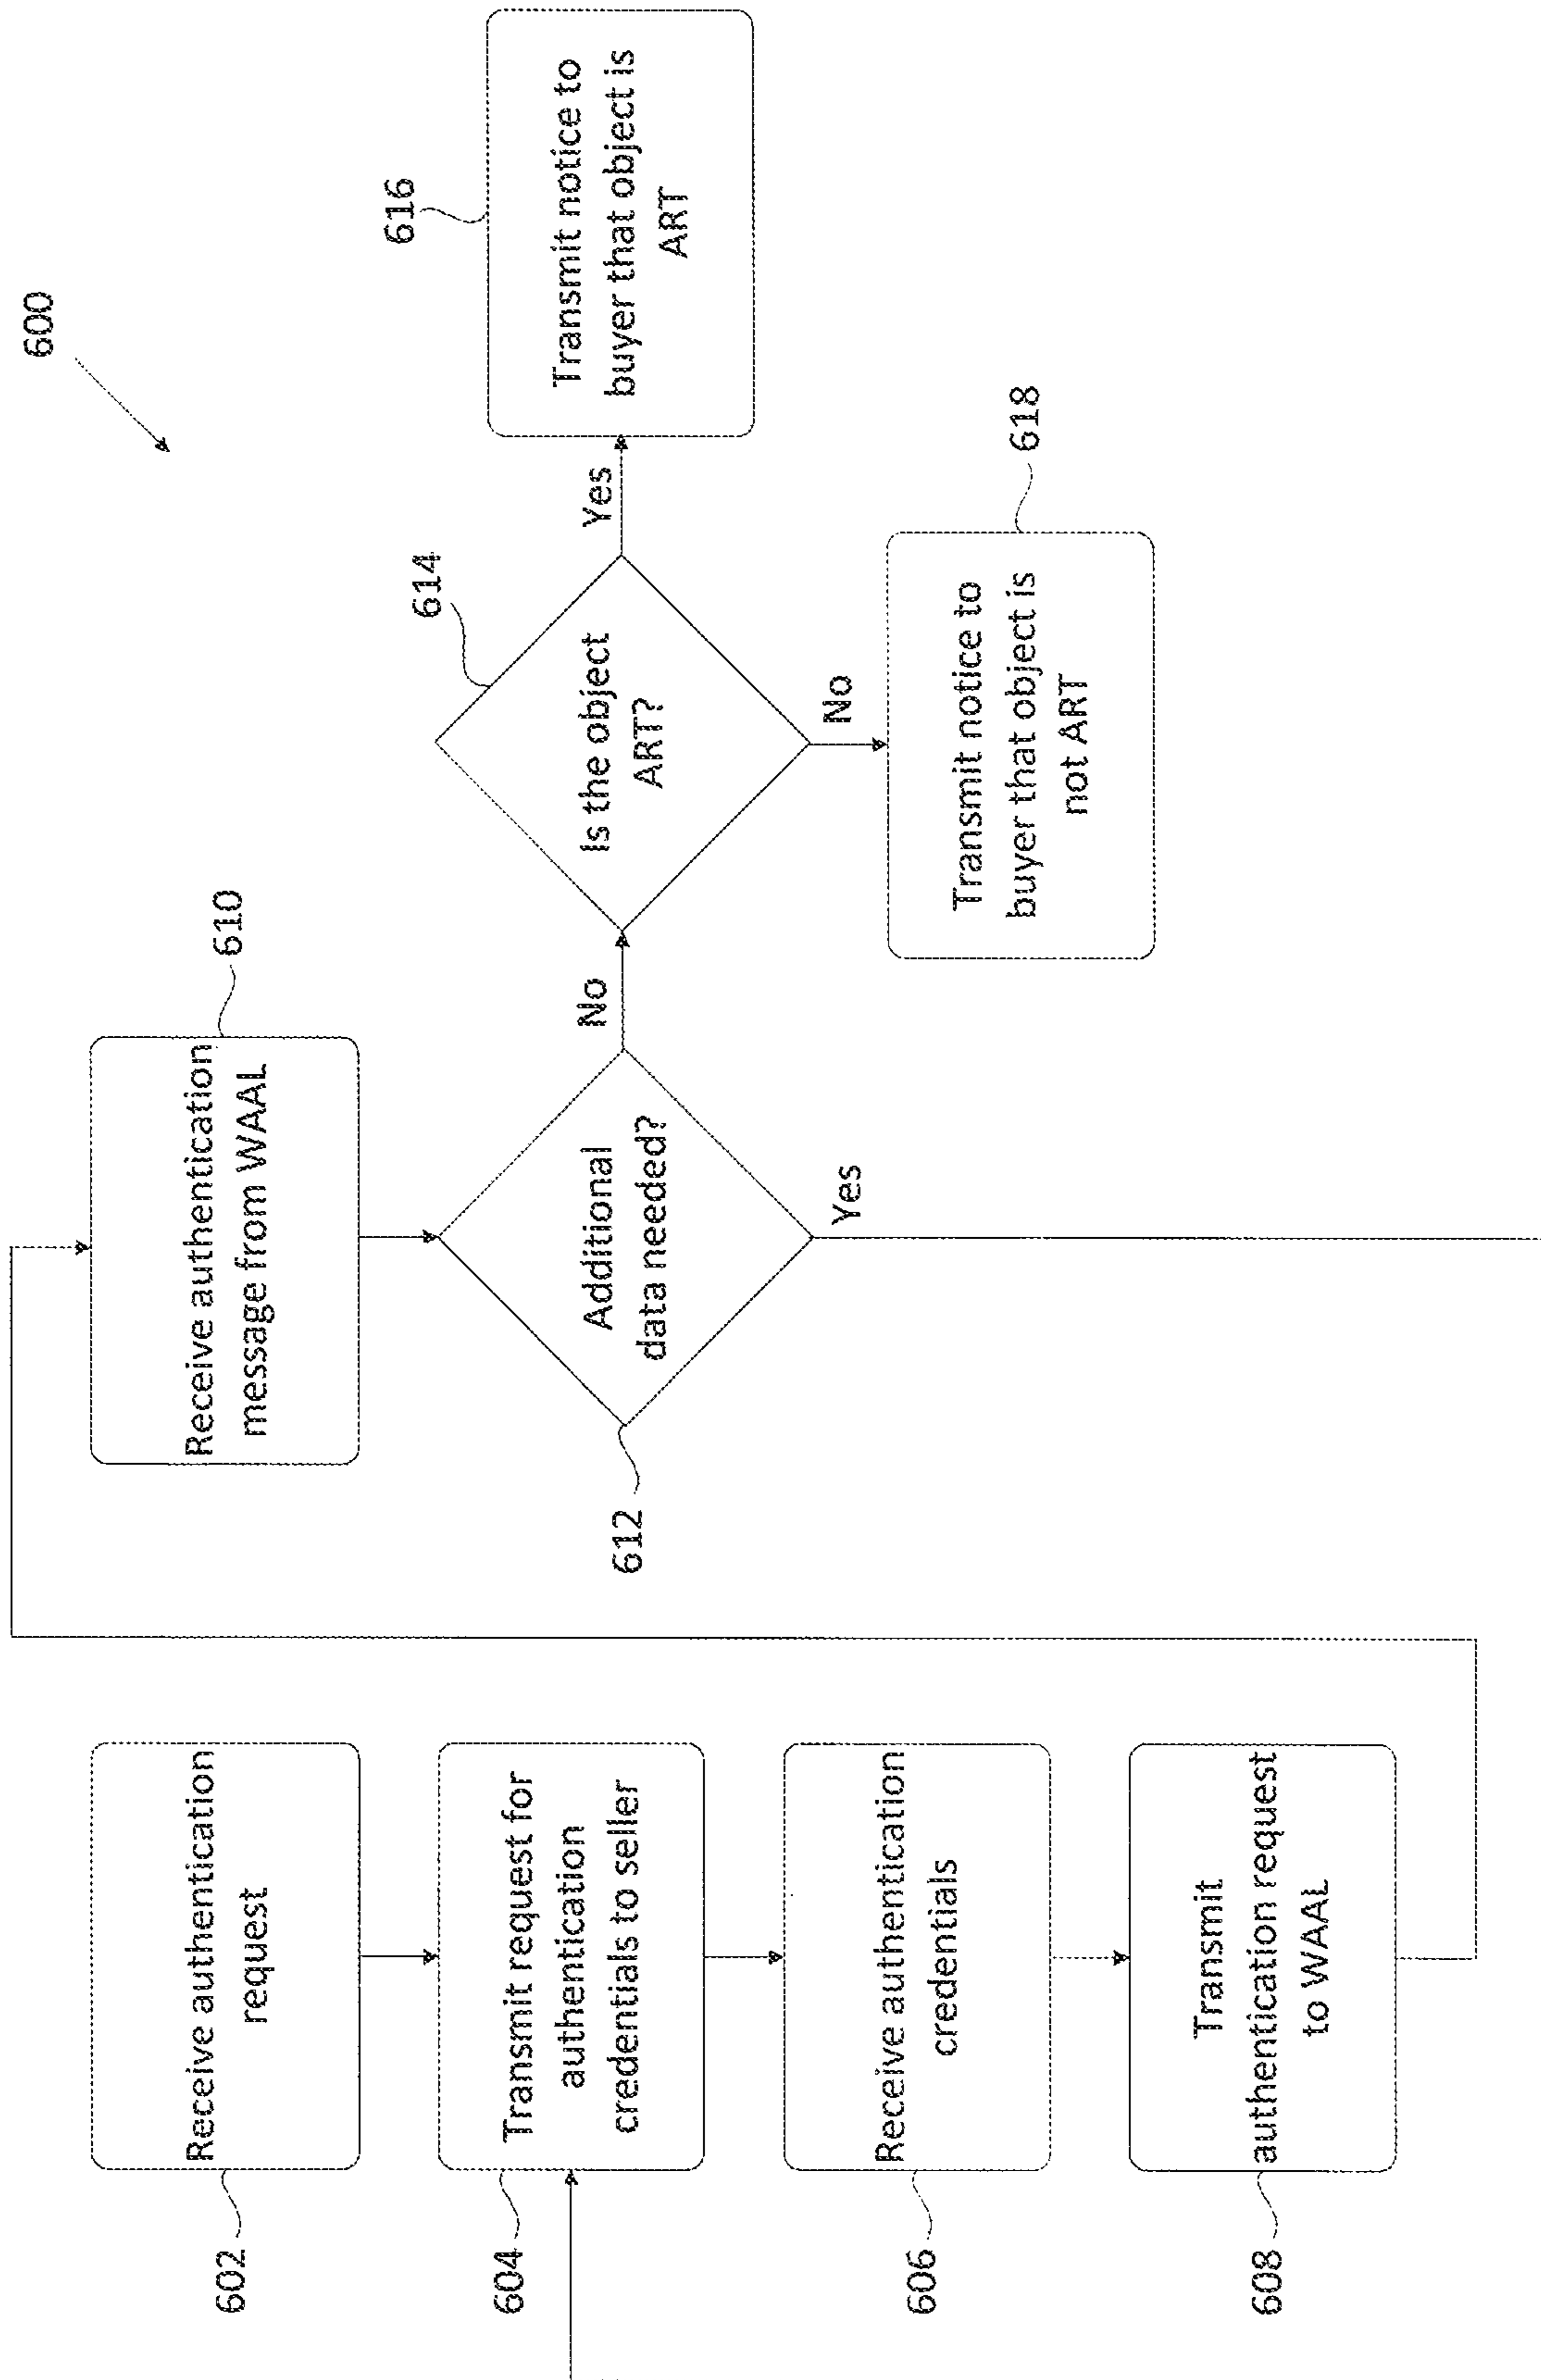 600
602
Receive authentication
request
604
Transmit request for
authentication
credentials to seller
606
Receive authentication
credentials
608
Transmit
authentication request
to WAAL
610
Receive authentication
message from WAAL
612
Additional
data needed?
Yes
No
614
Is the object
ART?
Yes
No
616
Transmit notice to
buyer that object is
ART
618
Transmit notice to
buyer that object is
not ART